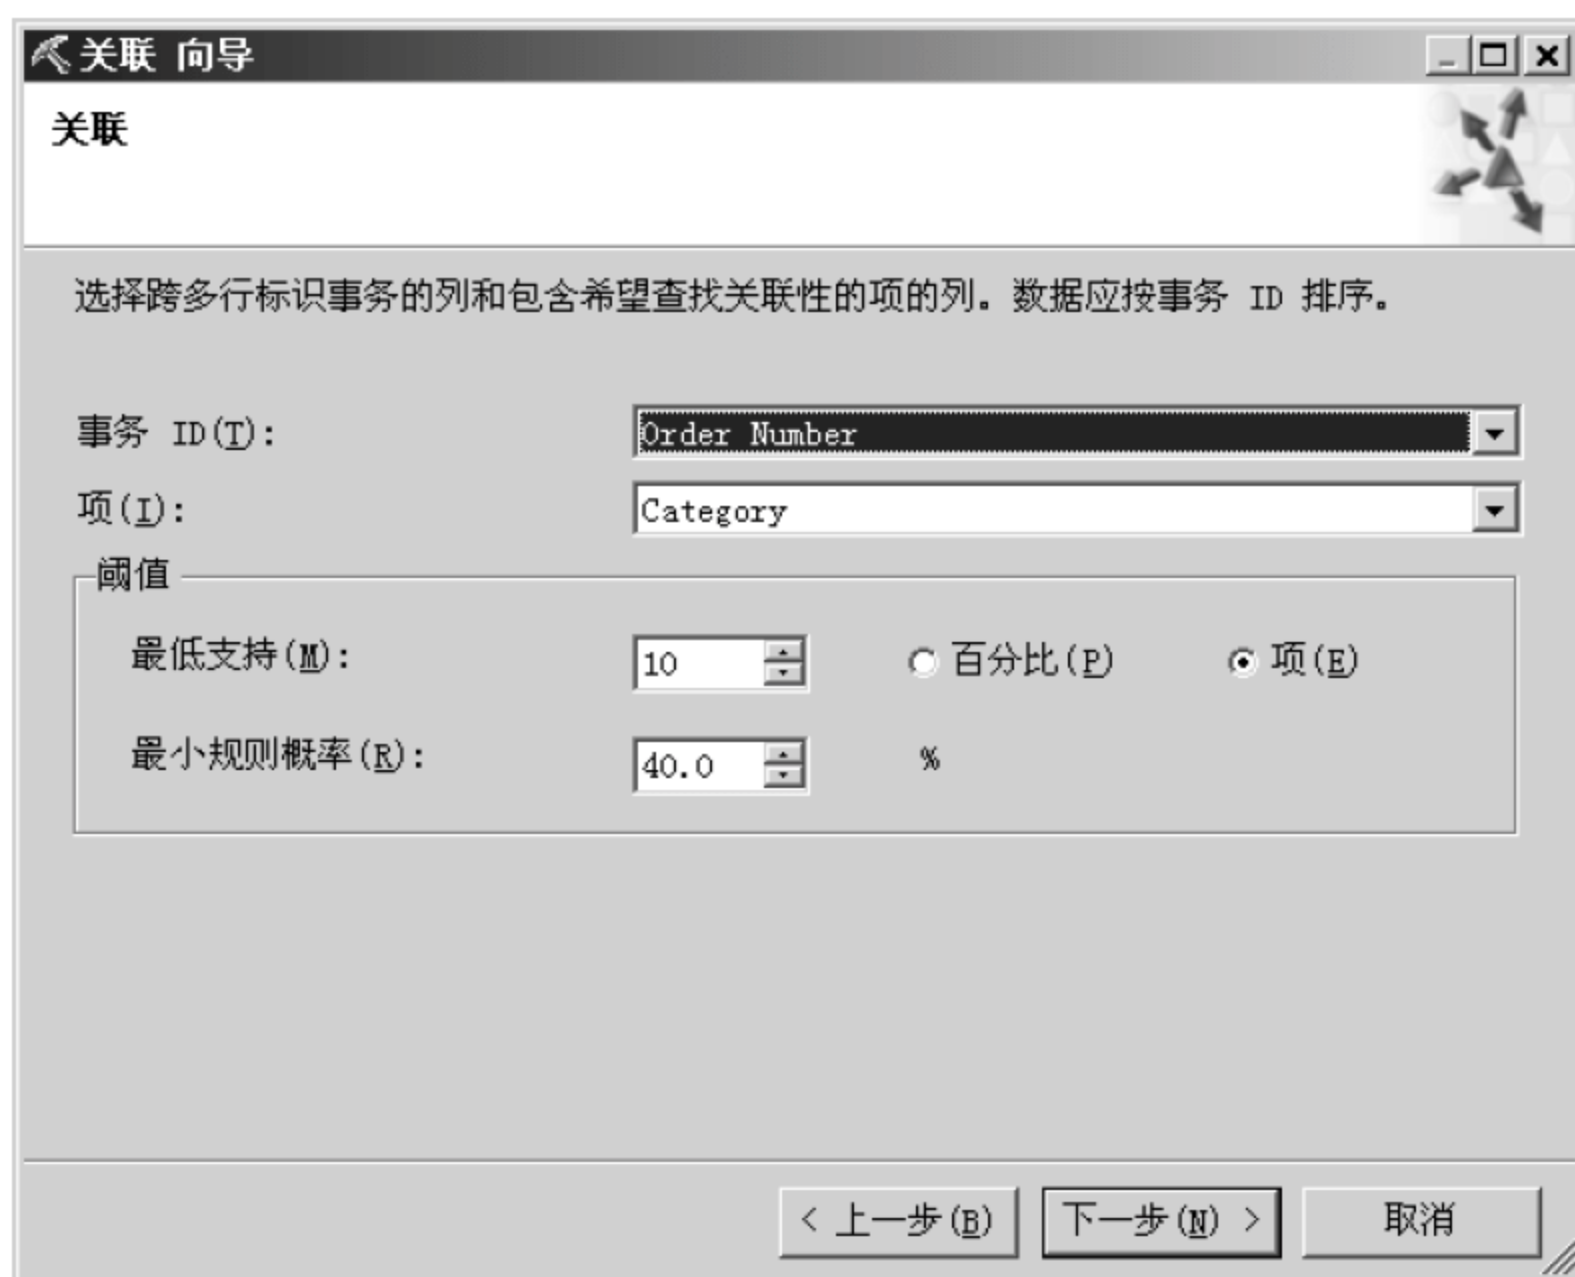 关联 向导
关联
选择跨多行标识事务的列和包含希望查找关联性的项的列。数据应按事务 ID 排序。
事务 ID(T): Order Number
项(I): Category
阈值
最低支持(M): 10 百分比(P) 项(E)
最小规则概率(R): 40.0 %
< 上一步(B) 下一步(N) > 取消